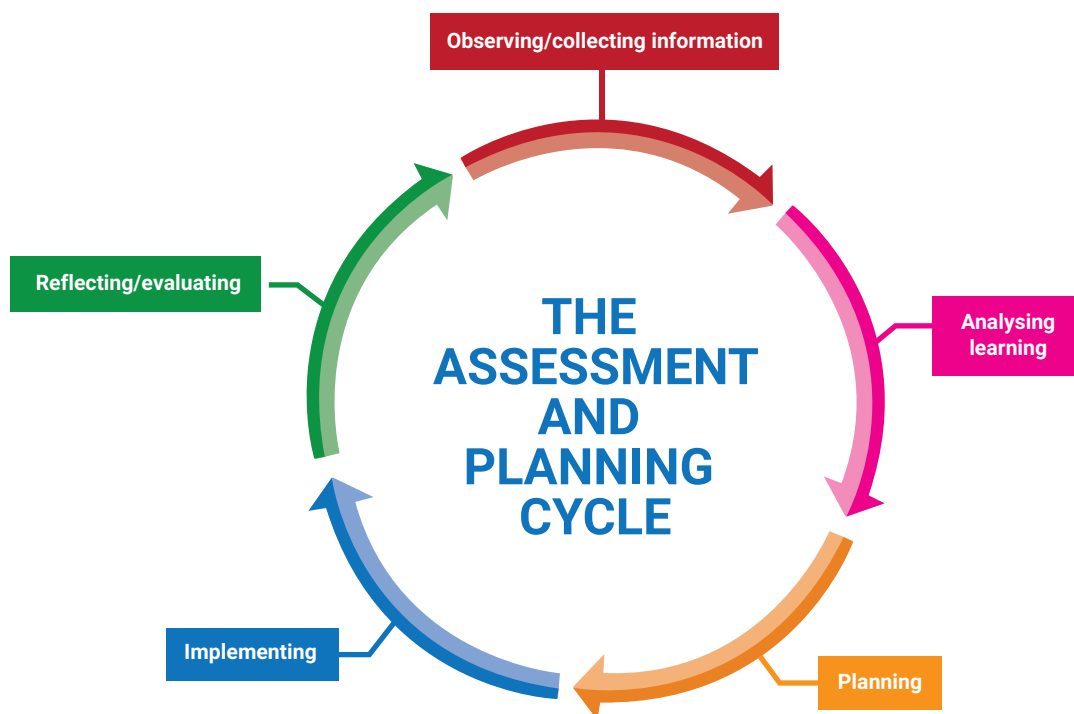 Observing/collecting information
Reflecting/evaluating
THE
ASSESSMENT
AND
PLANNING
CYCLE
Analysing
learning
Implementing
Planning